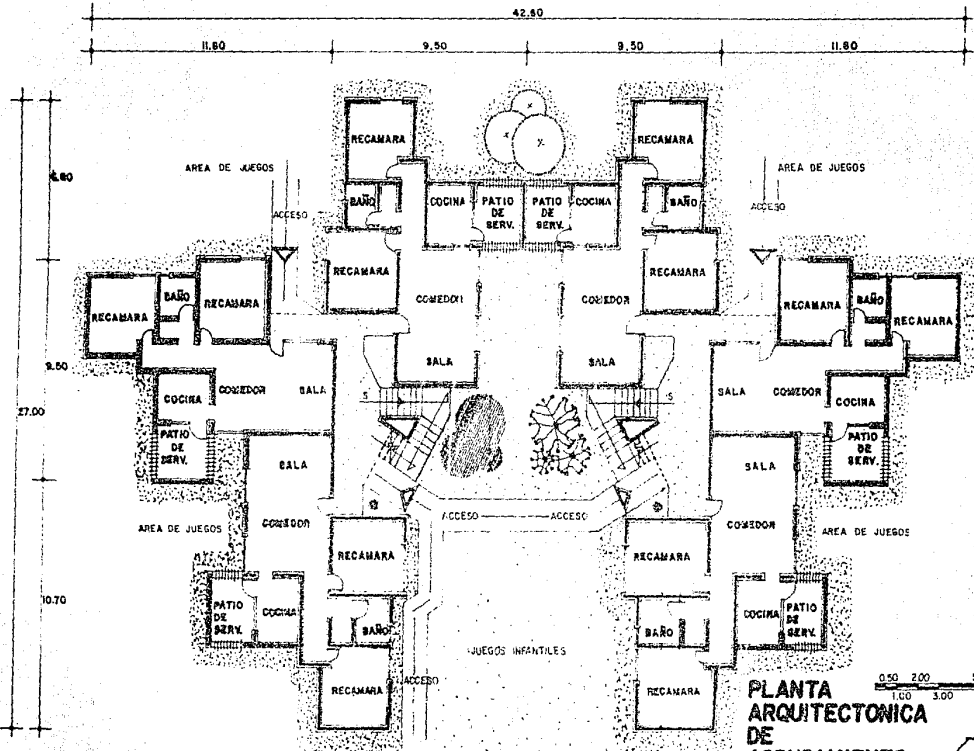 42.60
11.80 9.50 9.50 11.80
RECAMARA RECAMARA
AREA DE JUEGOS AREA DE JUEGOS
BAÑO COCINA PATIO DE SERV. PATIO DE SERV. COCINA BAÑO
ACCESO ACCESO
RECAMARA RECAMARA
RECAMARA BAÑO RECAMARA COMEDOR COMEDOR RECAMARA BAÑO RECAMARA
SALA SALA
9.50
COCINA COMEDOR SALA SALA COMEDOR COCINA
S S
27.00
PATIO DE SERV. PATIO DE SERV.
SALA SALA
ACCESO ACCESO
AREA DE JUEGOS COMEDOR COMEDOR AREA DE JUEGOS
RECAMARA RECAMARA
10.70
PATIO DE SERV. COCINA COCINA PATIO DE SERV.
BAÑO BAÑO
JUEGOS INFANTILES
ACCESO
RECAMARA RECAMARA
0.50 2.00
1.00 3.00
PLANTA
ARQUITECTONICA
DE